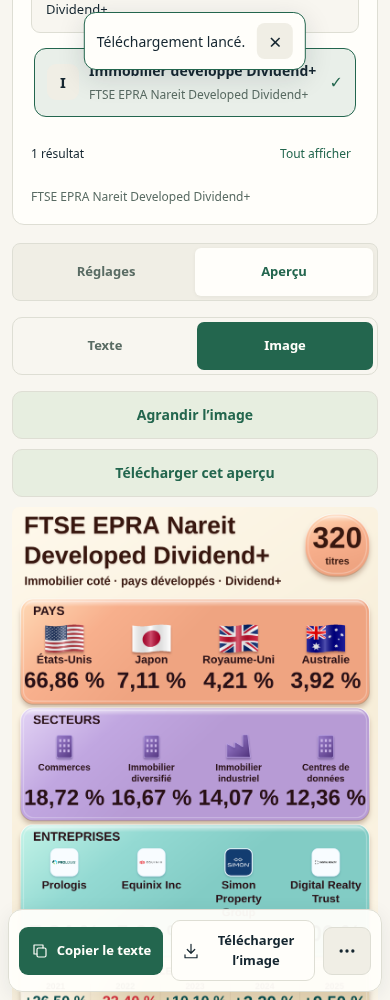 Dividend+
Téléchargement lancé.
I
Immobilier développé Dividend+
FTSE EPRA Nareit Developed Dividend+
1 résultat
Tout afficher
FTSE EPRA Nareit Developed Dividend+
Réglages
Aperçu
Texte
Image
Agrandir l’image
Télécharger cet aperçu
FTSE EPRA Nareit
Developed Dividend+
320
titres
Immobilier coté · pays développés · Dividend+
PAYS
États-Unis Japon Royaume-Uni Australie
66,86 % 7,11 % 4,21 % 3,92 %
SECTEURS
Commerces Immobilier diversifié Immobilier industriel Centres de données
18,72 % 16,67 % 14,07 % 12,36 %
ENTREPRISES
SIMON
Prologis Equinix Inc Simon Property Digital Realty Trust
Copier le texte
Télécharger
l’image